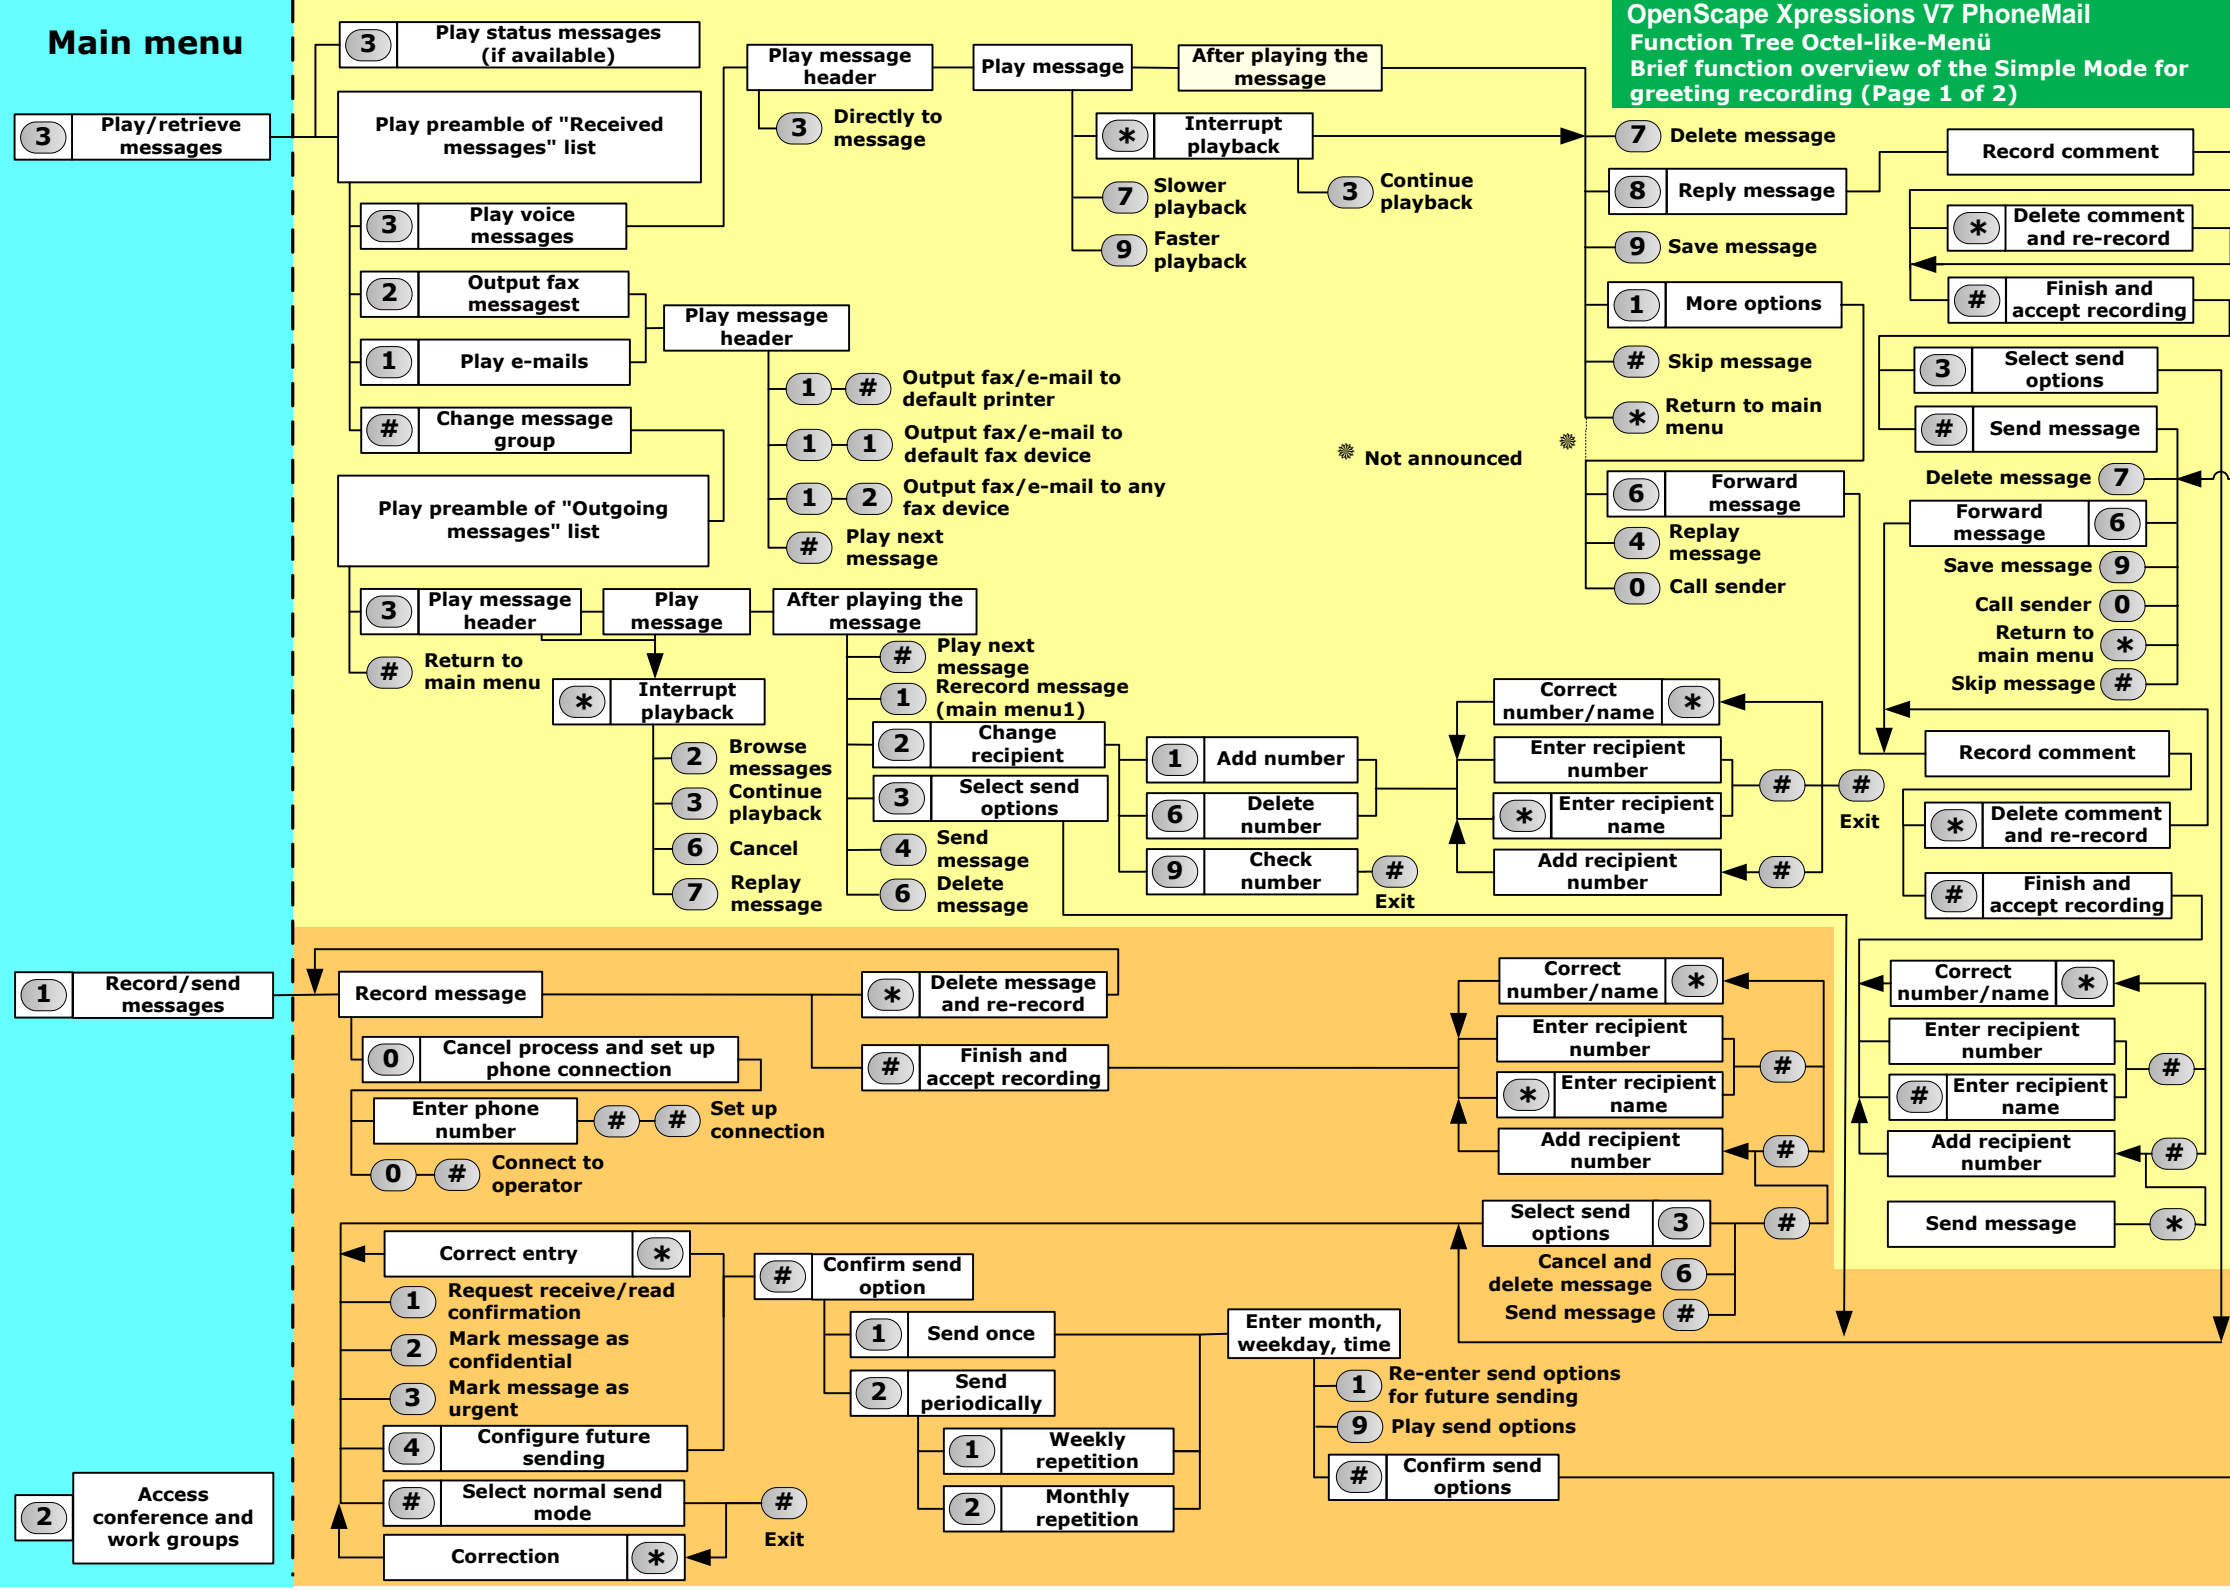 Main menu
OpenScape Xpressions V7 PhoneMail
Function Tree Octel-like-Menü
Brief function overview of the Simple Mode for
greeting recording (Page 1 of 2)
3
Play/retrieve
messages
3
Play status messages
(if available)
Play preamble of "Received
messages" list
3
Play voice
messages
2
Output fax
messagest
1
Play e-mails
#
Change message
group
Play preamble of "Outgoing
messages" list
3
Play message
header
Play
message
After playing the
message
#
Return to
main menu
*
Interrupt
playback
2
Browse
messages
3
Continue
playback
6
Cancel
7
Replay
message
Play message
header
3
Directly to
message
Play message
After playing the
message
*
Interrupt
playback
3
Continue
playback
7
Slower
playback
9
Faster
playback
Play message
header
1
#
Output fax/e-mail to
default printer
1
1
Output fax/e-mail to
default fax device
1
2
Output fax/e-mail to any
fax device
#
Play next
message
#
Play next
message
1
Rerecord message
(main menu1)
2
Change
recipient
3
Select send
options
4
Send
message
6
Delete
message
1
Add number
6
Delete
number
9
Check
number
#
Exit
Correct
number/name
*
Enter recipient
number
*
Enter recipient
name
Add recipient
number
#
#
#
Exit
Not announced
7
Delete message
8
Reply message
9
Save message
1
More options
#
Skip message
*
Return to main
menu
6
Forward
message
4
Replay
message
0
Call sender
Record comment
*
Delete comment
and re-record
#
Finish and
accept recording
3
Select send
options
#
Send message
Delete message
7
Forward
message
6
Save message
9
Call sender
0
Return to
main menu
*
Skip message
#
Record comment
*
Delete comment
and re-record
#
Finish and
accept recording
Correct
number/name
*
Enter recipient
number
#
Enter recipient
name
#
Add recipient
number
#
Send message
*
1
Record/send
messages
Record message
*
Delete message
and re-record
#
Finish and
accept recording
0
Cancel process and set up
phone connection
Enter phone
number
#
#
Set up
connection
0
#
Connect to
operator
Correct
number/name
*
Enter recipient
number
*
Enter recipient
name
#
Add recipient
number
#
Select send
options
3
#
Cancel and
delete message
6
Send message
#
Correct entry
*
1
Request receive/read
confirmation
2
Mark message as
confidential
3
Mark message as
urgent
4
Configure future
sending
#
Select normal send
mode
#
Exit
Correction
*
#
Confirm send
option
1
Send once
2
Send
periodically
1
Weekly
repetition
2
Monthly
repetition
Enter month,
weekday, time
1
Re-enter send options
for future sending
9
Play send options
#
Confirm send
options
2
Access
conference and
work groups